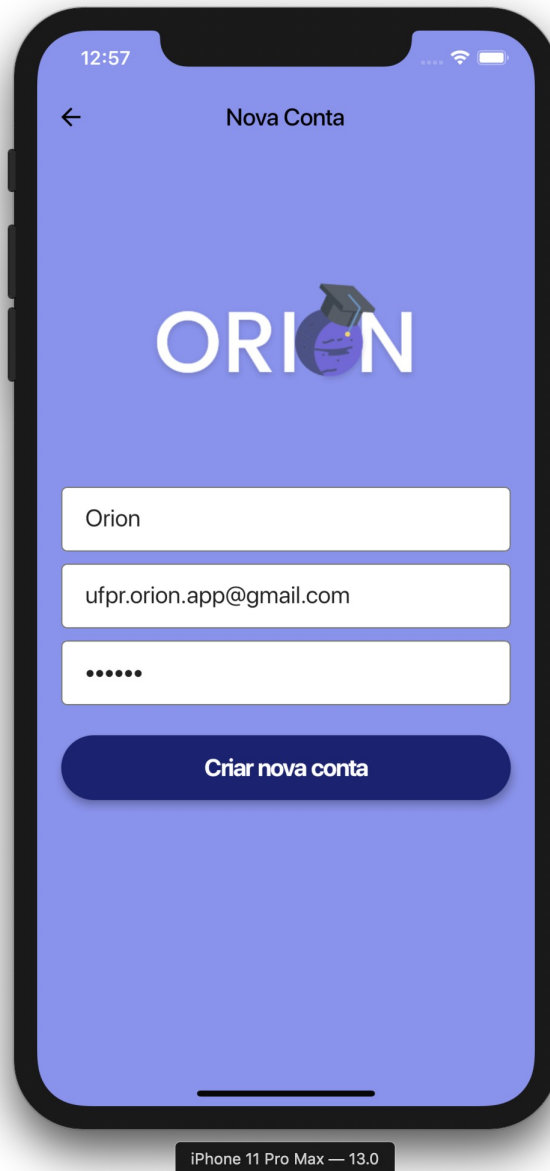 12:57
Nova Conta
ORION
Orion
ufpr.orion.app@gmail.com
••••••
Criar nova conta
iPhone 11 Pro Max — 13.0